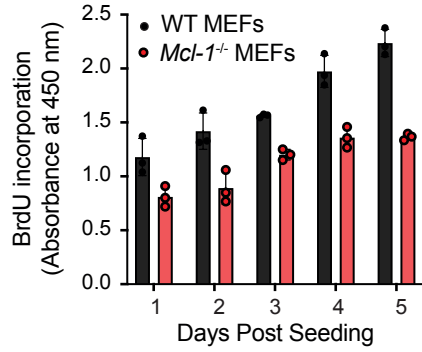 WT MEFs
Mcl-1-/- MEFs
BrdU incorporation
(Absorbance at 450 nm)
2.5
2.0
1.5
1.0
0.5
0.0
1 2 3 4 5
Days Post Seeding